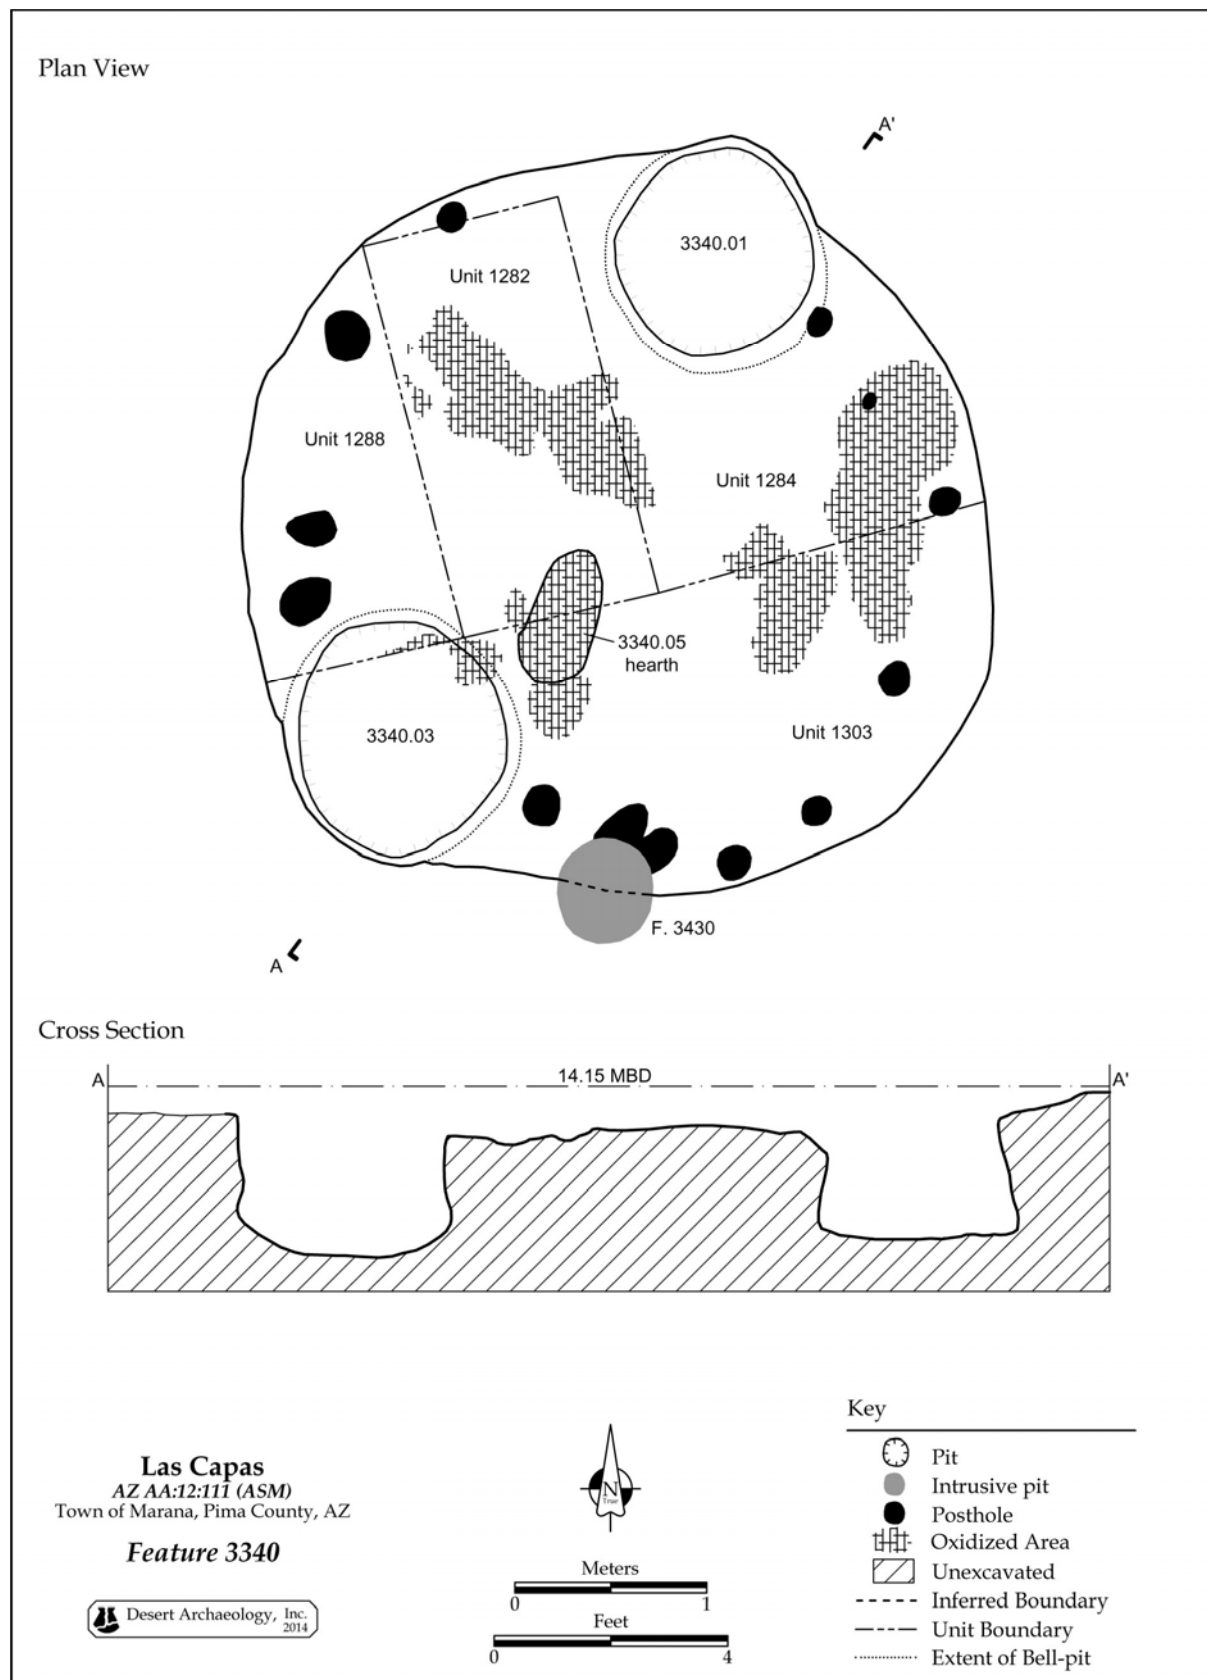 Plan View
A'
3340.01
Unit 1282
Unit 1288
Unit 1284
3340.05
hearth
3340.03
Unit 1303
F. 3430
A
Cross Section
A
14.15 MBD
A'
Las Capas
AZ AA:12:111 (ASM)
Town of Marana, Pima County, AZ
Feature 3340
Desert Archaeology, Inc.
2014
N
True
Meters
0 1
Feet
0 4
Key
Pit
Intrusive pit
Posthole
Oxidized Area
Unexcavated
Inferred Boundary
Unit Boundary
Extent of Bell-pit